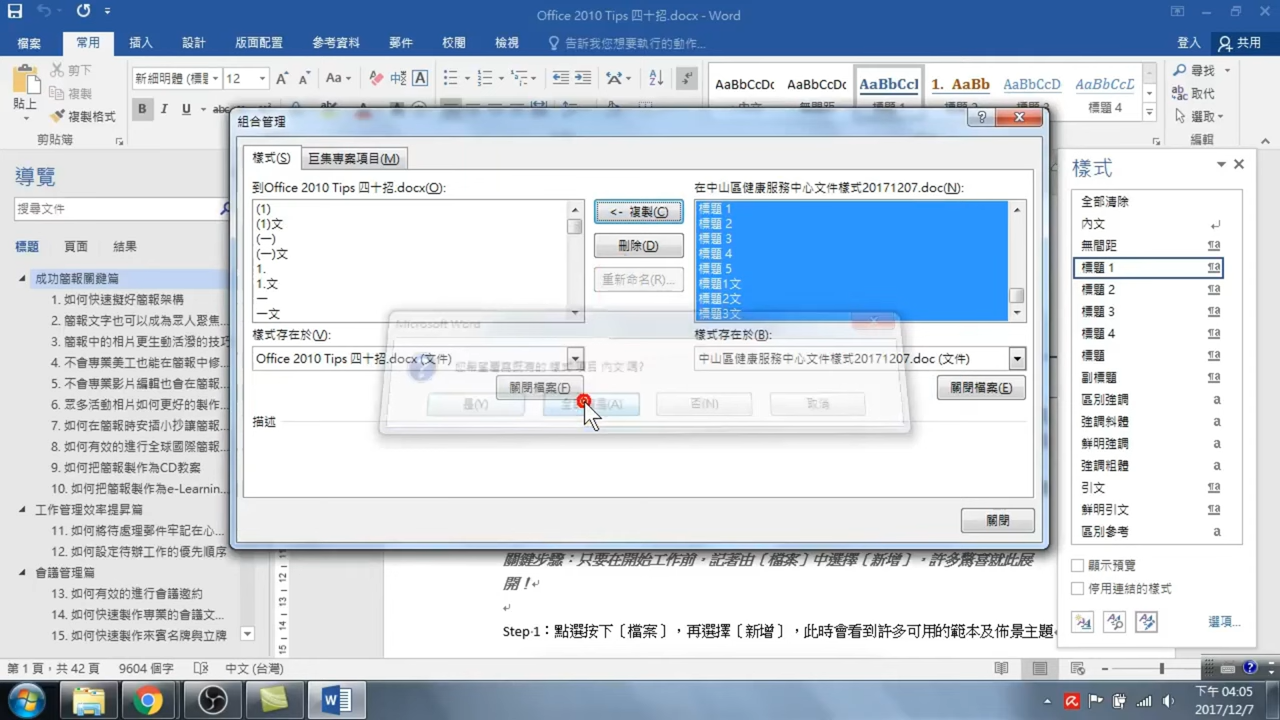 Office 2010 Tips 四十招.docx - Word
檔案 常用 插入 設計 版面配置 參考資料 郵件 校閱 檢視 告訴我您想要執行的動作... 登入 共用
貼上 剪下 複製 複製格式
剪貼簿
新細明體 (標題 12
B I U abc
AaBbCcDc AaBbCcDc AaBbCcI 1. AaBb AaBbCcD AaBbCcL
標題 4
尋找 取代 選取
編輯
導覽
搜尋文件
標題 頁面 結果
成功簡報關鍵篇
1. 如何快速擬好簡報架構
2. 簡報文字也可以成為眾人聚焦...
3. 簡報中的相片更生動活潑的技巧
4. 不會專業美工也能在簡報中修...
5. 不會專業影片編輯也會在簡報...
6. 眾多活動相片如何更好的製作...
7. 如何在簡報時安插小抄讓簡報...
8. 如何有效的進行全球國際簡報...
9. 如何把簡報製作為CD教案
10. 如何把簡報製作為e-Learnin...
工作管理效率提昇篇
11. 如何將待處理郵件牢記在心...
12. 如何設定待辦工作的優先順序
會議管理篇
13. 如何有效的進行會議邀約
14. 如何快速製作專業的會議文...
15. 如何快速製作來賓名牌與立牌
組合管理
樣式(S) 巨集專案項目(M)
到Office 2010 Tips 四十招.docx(O):
(1)
(1)文
(一)
(一)文
1.
1.文
一
一文
<- 複製(C)
刪除(D)
重新命名(R)...
在中山區健康服務中心文件樣式20171207.doc(N):
標題 1
標題 2
標題 3
標題 4
標題 5
標題1文
標題2文
標題3文
樣式存在於(V):
Office 2010 Tips 四十招.docx (文件)
關閉檔案(F)
樣式存在於(B):
中山區健康服務中心文件樣式20171207.doc (文件)
關閉檔案(E)
Microsoft Word
是(Y) 否(N) 取消
描述
關閉
關鍵步驟：只要在開始工作前，記著由〔檔案〕中選擇〔新增〕，許多驚喜就此展
開！
Step 1：點選按下〔檔案〕，再選擇〔新增〕，此時會看到許多可用的範本及佈景主題
樣式
全部清除
內文
無間距
標題 1
標題 2
標題 3
標題 4
標題
副標題
區別強調
強調斜體
鮮明強調
強調粗體
引文
鮮明引文
區別參考
顯示預覽
停用連結的樣式
選項...
第 1 頁，共 42 頁 9604 個字 中文 (台灣)
下午 04:05
2017/12/7